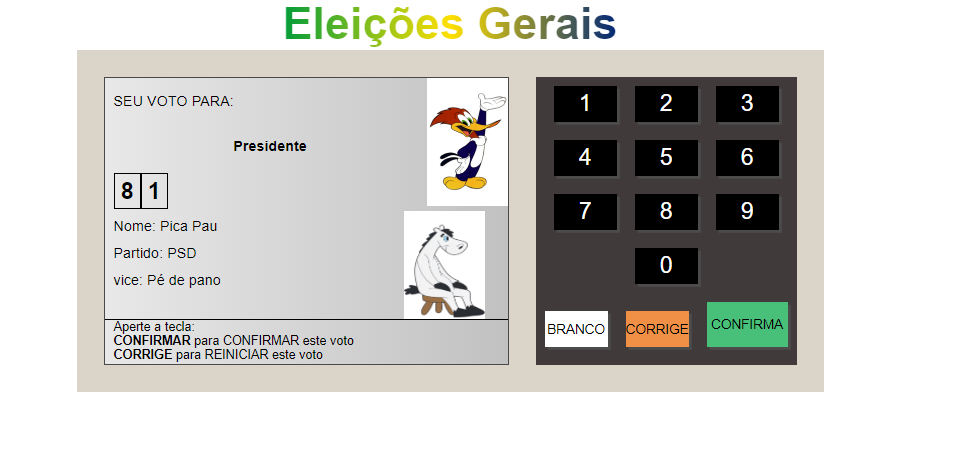 Eleições Gerais
SEU VOTO PARA:
Presidente
8 1
Nome: Pica Pau
Partido: PSD
vice: Pé de pano
Aperte a tecla:
CONFIRMAR para CONFIRMAR este voto
CORRIGE para REINICIAR este voto
1 2 3
4 5 6
7 8 9
0
BRANCO CORRIGE CONFIRMA